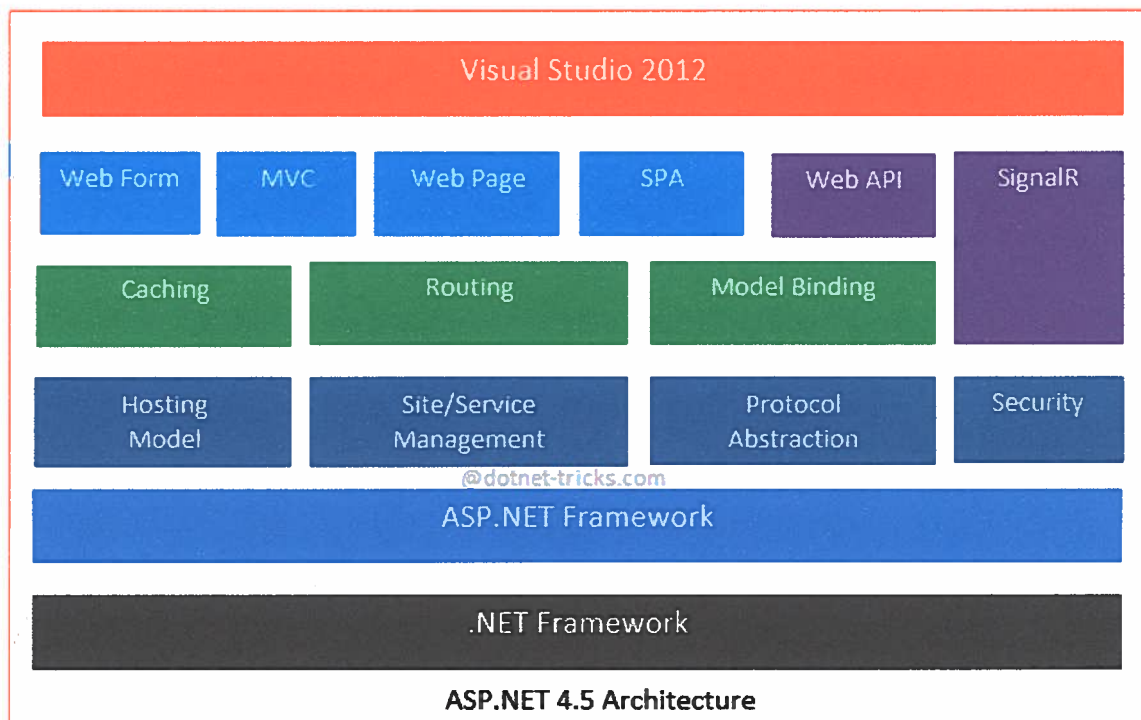 Visual Studio 2012
Web Form
MVC
Web Page
SPA
Web API
SignalR
Caching
Routing
Model Binding
Hosting
Model
Site/Service
Management
Protocol
Abstraction
Security
@dotnet-tricks.com
ASP.NET Framework
.NET Framework
ASP.NET 4.5 Architecture